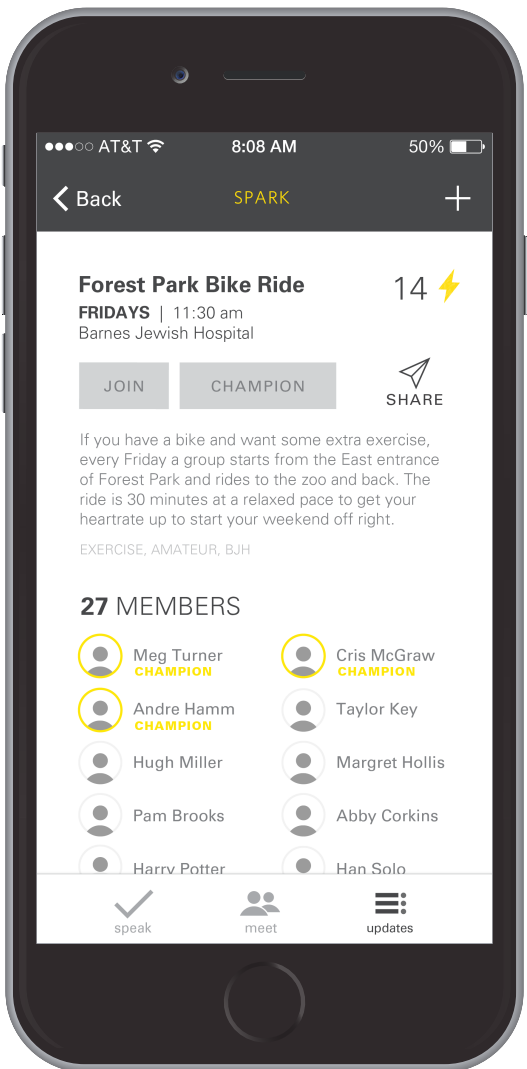 AT&T 8:08 AM 50%
Back SPARK
Forest Park Bike Ride 14
FRIDAYS | 11:30 am
Barnes Jewish Hospital
JOIN CHAMPION SHARE
If you have a bike and want some extra exercise,
every Friday a group starts from the East entrance
of Forest Park and rides to the zoo and back. The
ride is 30 minutes at a relaxed pace to get your
heartrate up to start your weekend off right.
EXERCISE, AMATEUR, BJH
27 MEMBERS
Meg Turner Cris McGraw
CHAMPION CHAMPION
Andre Hamm Taylor Key
CHAMPION
Hugh Miller Margret Hollis
Pam Brooks Abby Corkins
Harry Potter Han Solo
speak meet updates